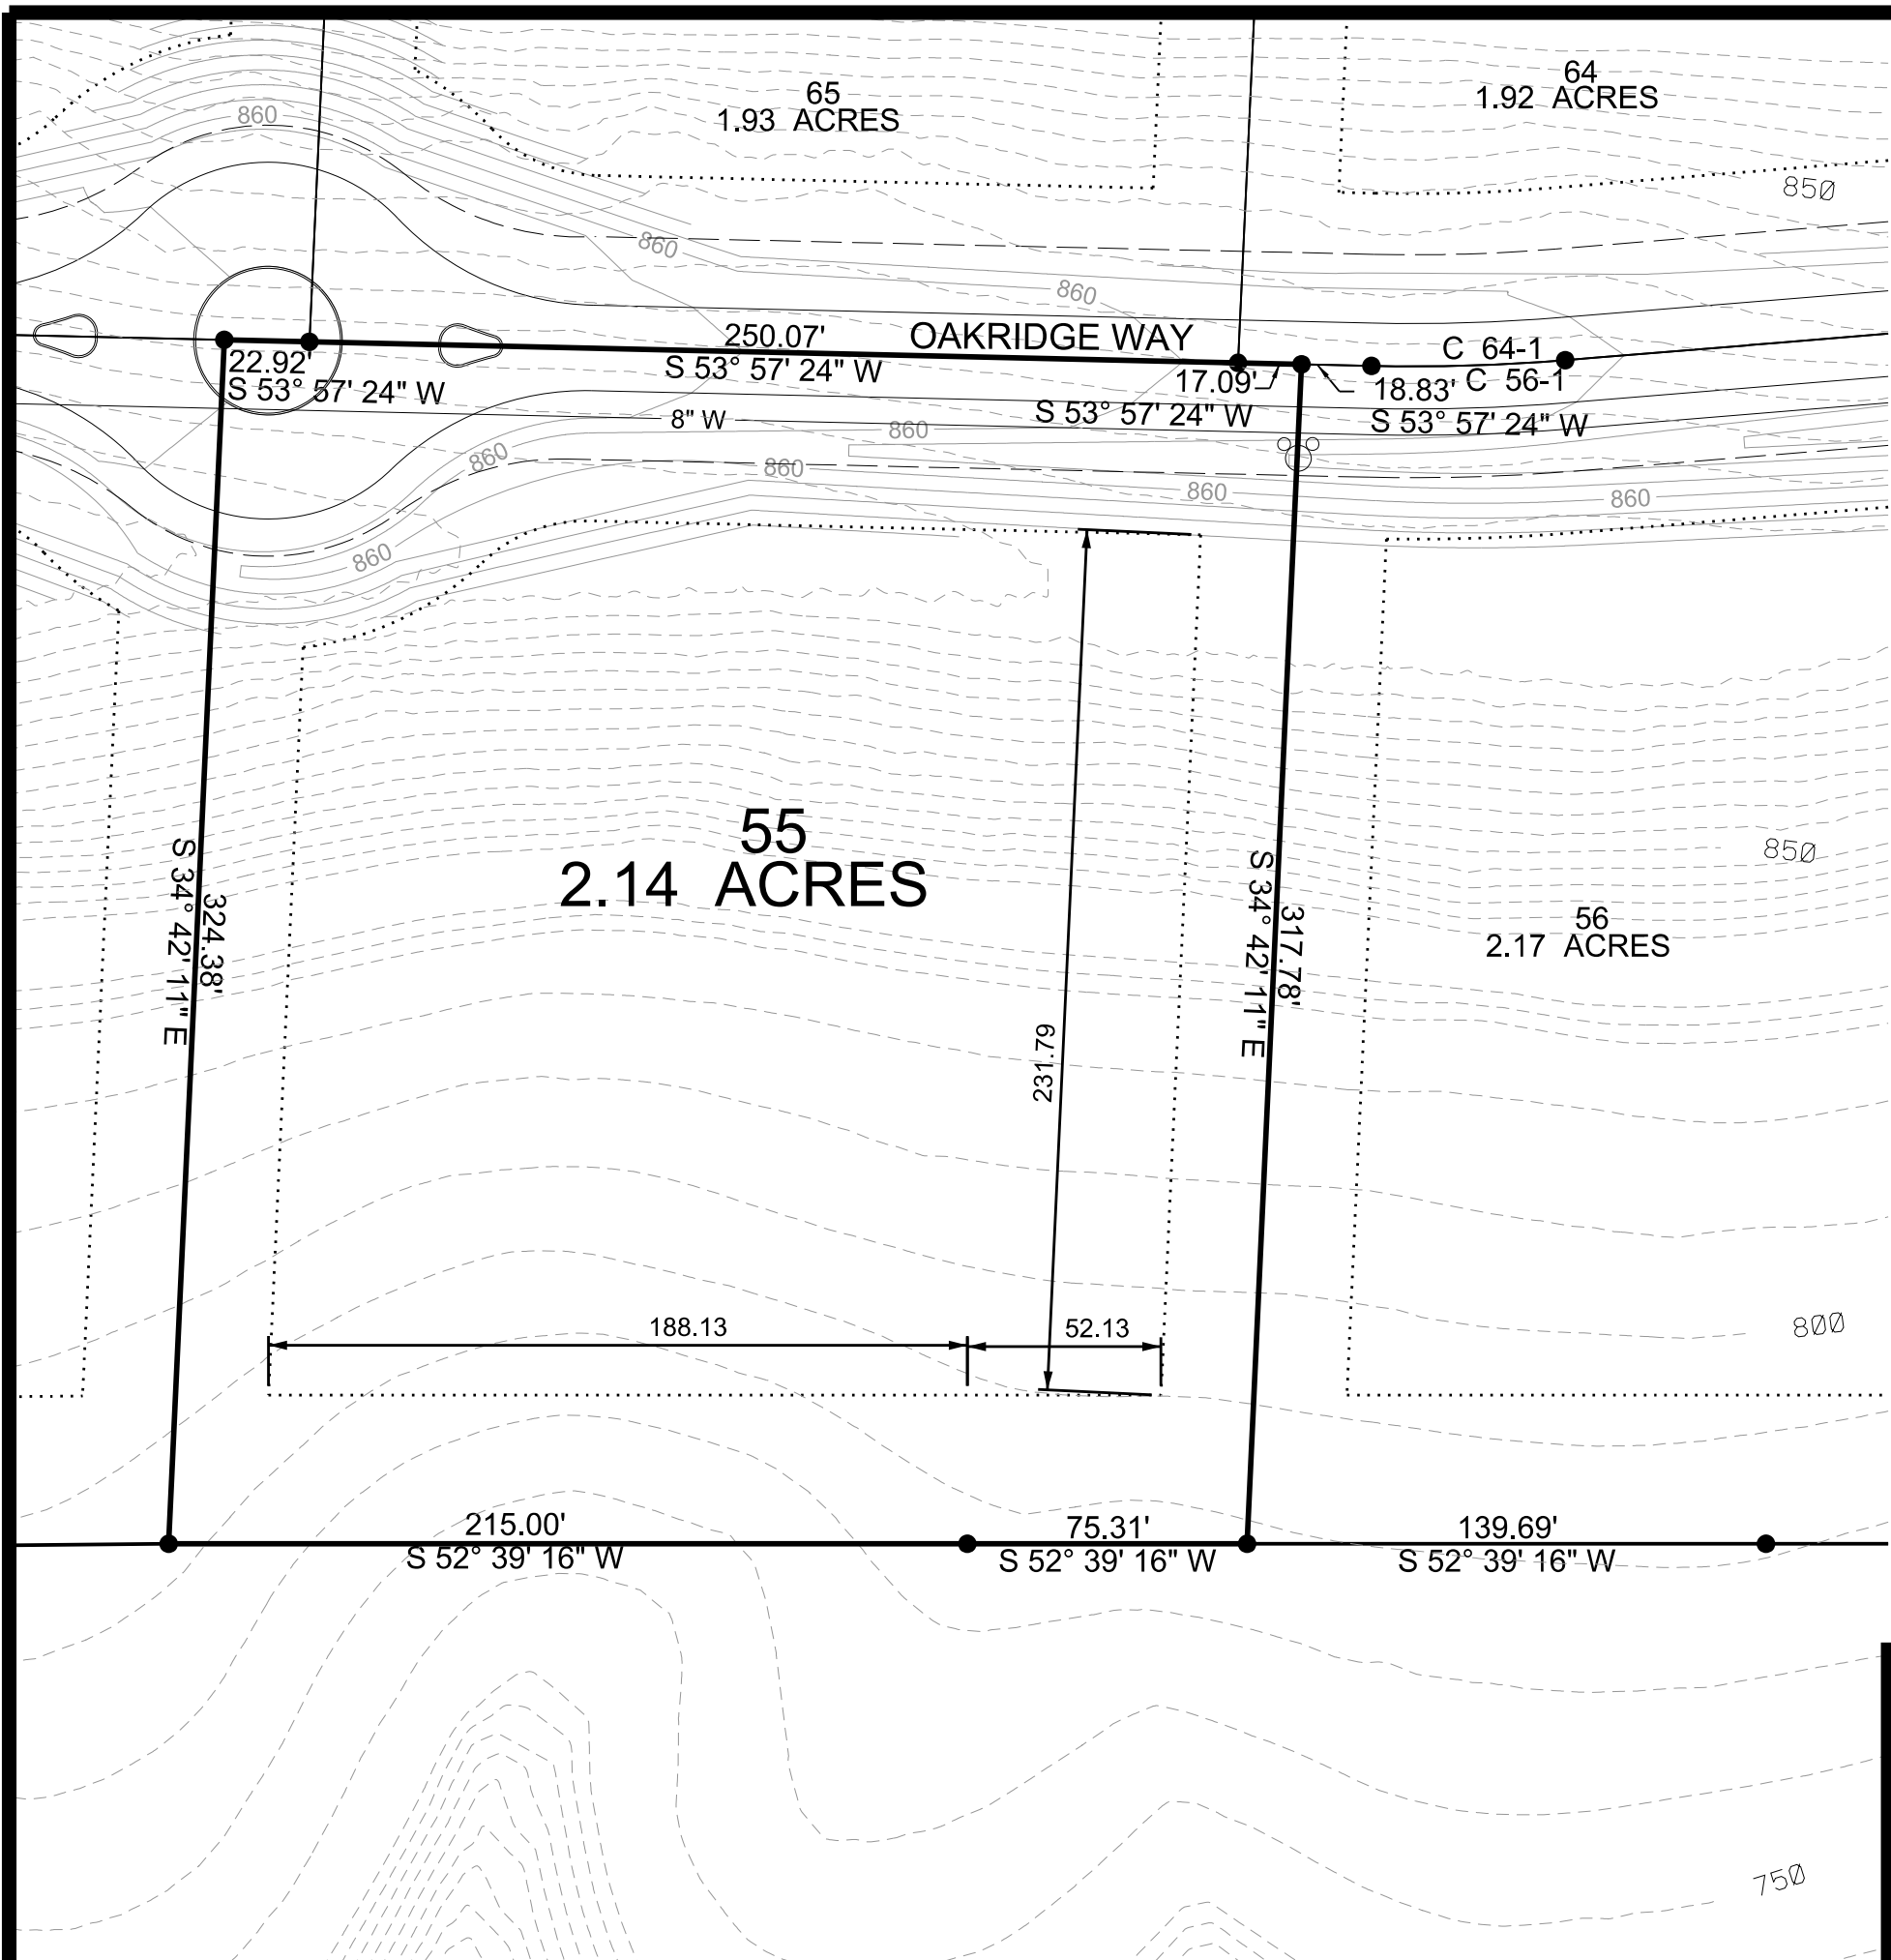 65
1.93 ACRES
64
1.92 ACRES
860
850
860
860
250.07'
OAKRIDGE WAY
S 53° 57' 24" W
22.92'
S 53° 57' 24" W
17.09'
S 53° 57' 24" W
C 64-1
C 56-1
18.83'
S 53° 57' 24" W
8" W
860
860
860
860
860
860
55
2.14 ACRES
850
56
2.17 ACRES
324.38'
S 34° 42' 11" E
317.78'
S 34° 42' 11" E
231.79
188.13
52.13
800
215.00'
S 52° 39' 16" W
75.31'
S 52° 39' 16" W
139.69'
S 52° 39' 16" W
750